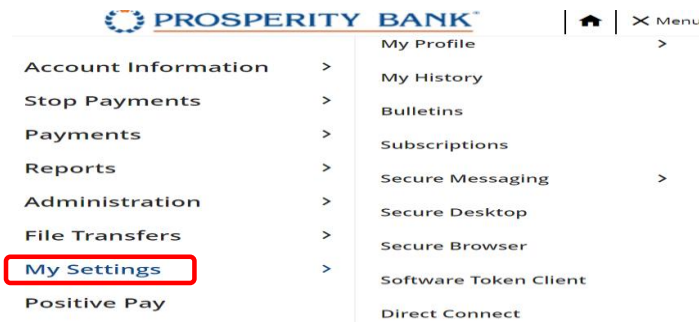 PROSPERITY BANK
Menu
Account Information >
Stop Payments >
Payments >
Reports >
Administration >
File Transfers >
My Settings >
Positive Pay
My Profile >
My History
Bulletins
Subscriptions
Secure Messaging >
Secure Desktop
Secure Browser
Software Token Client
Direct Connect